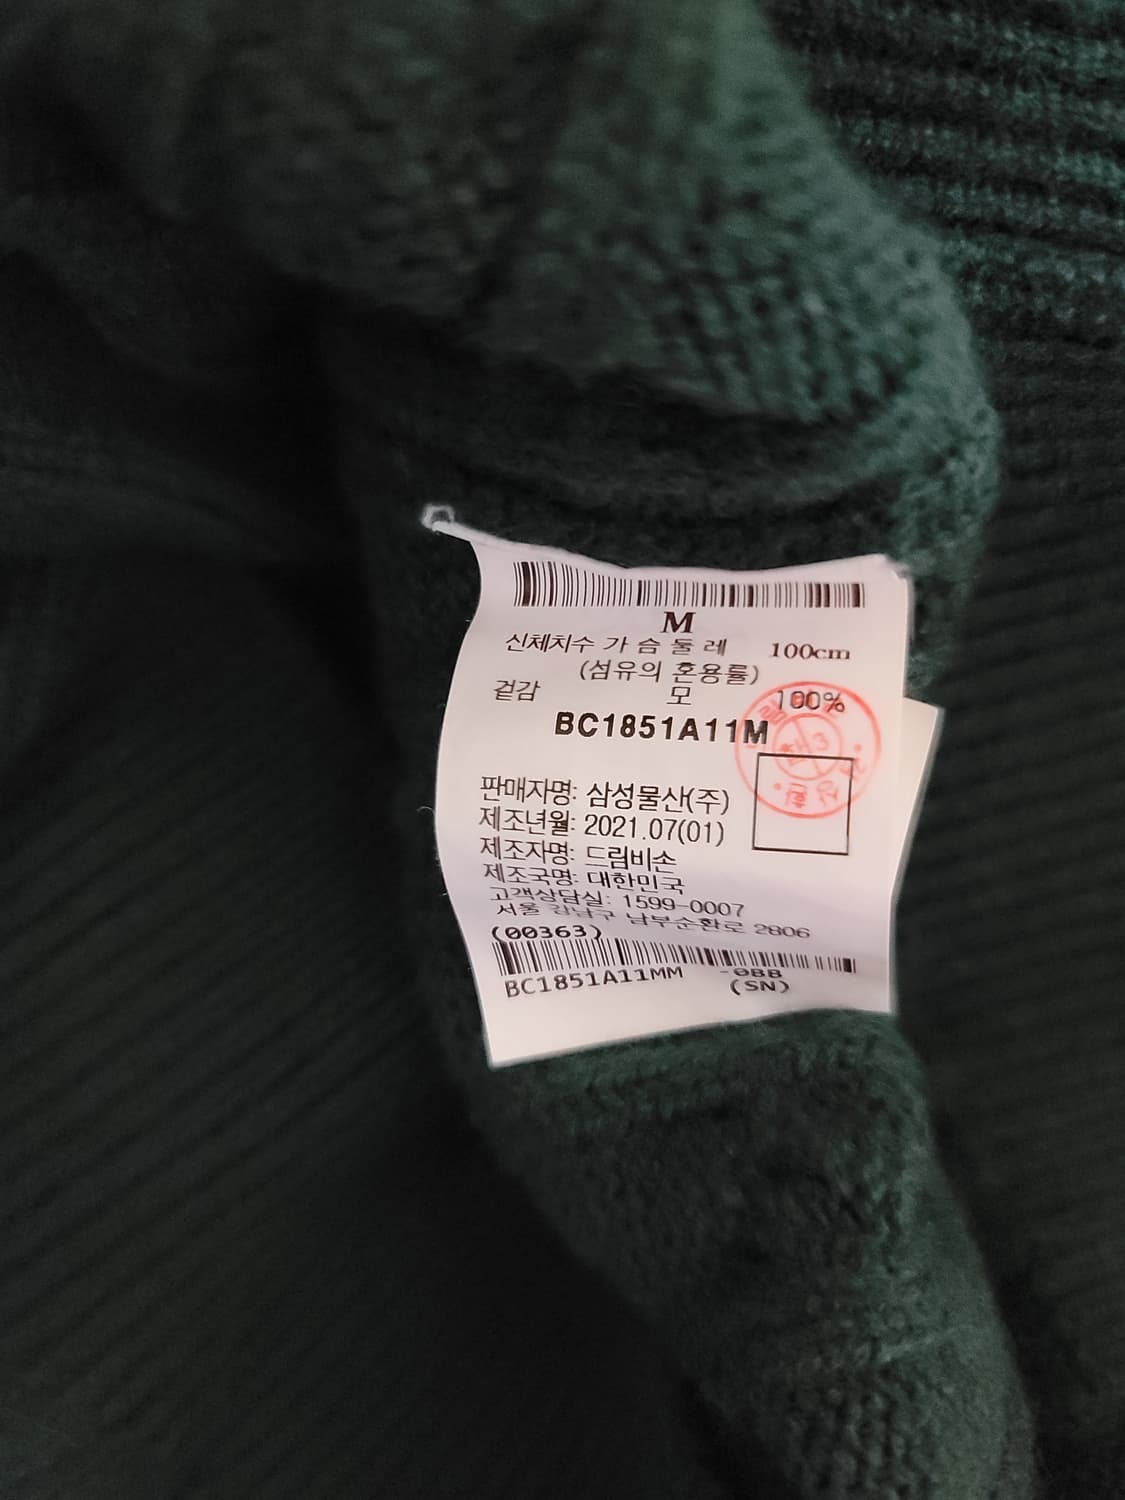 M
신체치수 가슴둘레 100cm
(섬유의 혼용률)
겉감 모 100%
BC1851A11M
판매자명: 삼성물산(주)
제조년월: 2021.07(01)
제조자명: 드림비손
제조국명: 대한민국
고객상담실: 1599-0007
서울 강남구 남부순환로 2806
(00363)
BC1851A11MM -0BB
(SN)